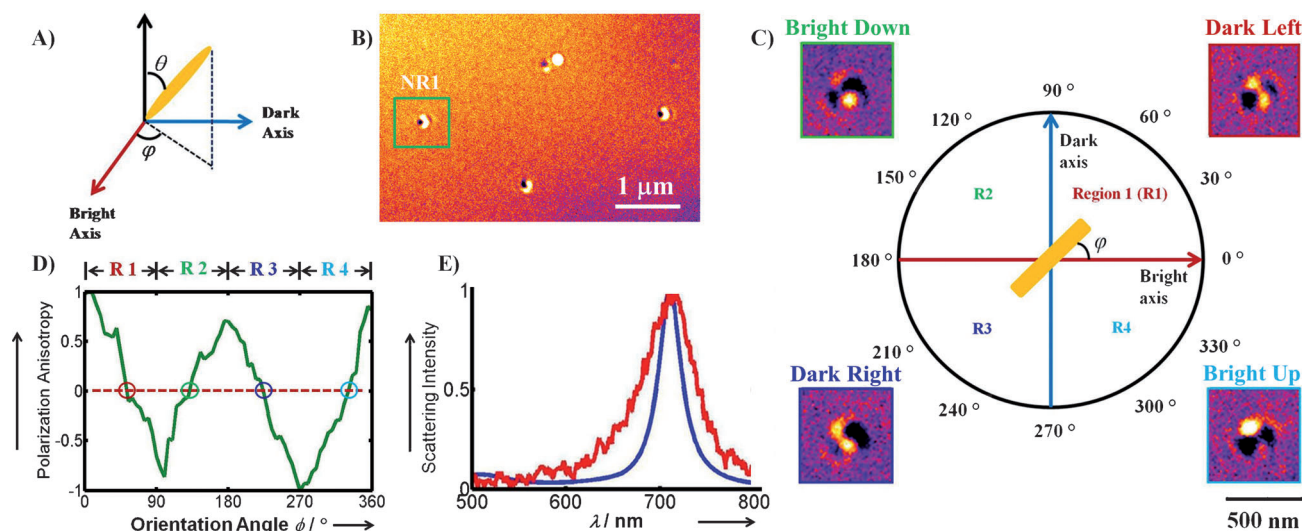 A)
θ
Dark
Axis
φ
Bright
Axis
B)
NR1
1 μm
C)
Bright Down
Dark Left
90 °
120 °
60 °
Dark
axis
150 °
30 °
R2
Region 1 (R1)
φ
180 °
0 °
Bright
axis
R3
R4
210 °
330 °
Dark Right
Bright Up
240 °
300 °
270 °
500 nm
D)
R 1
R 2
R 3
R 4
Polarization Anisotropy
1
0.5
0
-0.5
-1
0
90
180
270
360
Orientation Angle ϕ / °
E)
Scattering Intensity
1
0.5
0
500
600
700
800
λ/ nm